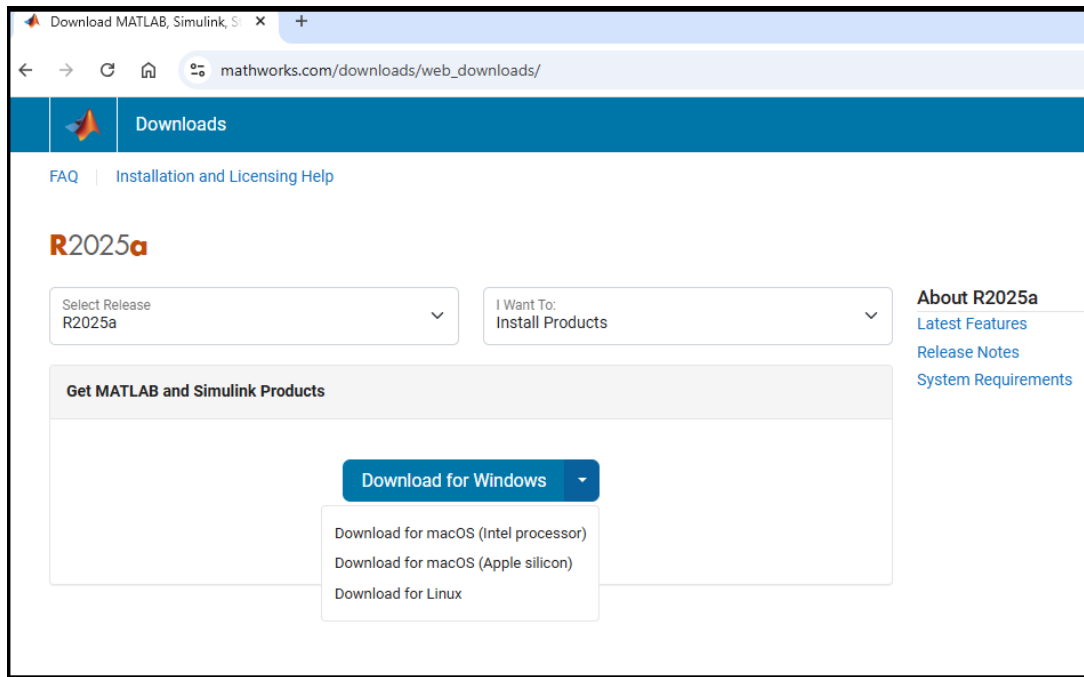 Download MATLAB, Simulink, S
mathworks.com/downloads/web_downloads/
Downloads
FAQ
Installation and Licensing Help
R2025a
Select Release
R2025a
I Want To:
Install Products
About R2025a
Latest Features
Release Notes
System Requirements
Get MATLAB and Simulink Products
Download for Windows
Download for macOS (Intel processor)
Download for macOS (Apple silicon)
Download for Linux